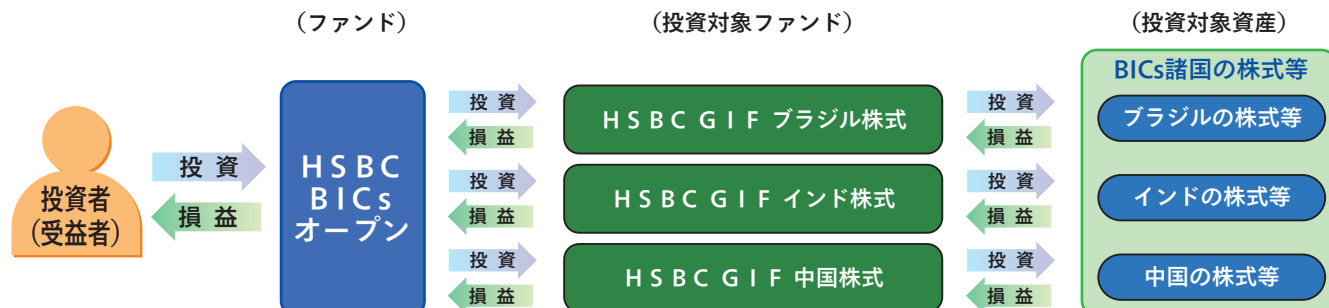 （ファンド）
（投資対象ファンド）
（投資対象資産）
投資者
（受益者）
投資
損益
HSBC
BICs
オープン
投資
損益
HSBC GIF ブラジル株式
投資
損益
投資
損益
HSBC GIF インド株式
投資
損益
投資
損益
HSBC GIF 中国株式
投資
損益
BICs諸国の株式等
ブラジルの株式等
インドの株式等
中国の株式等